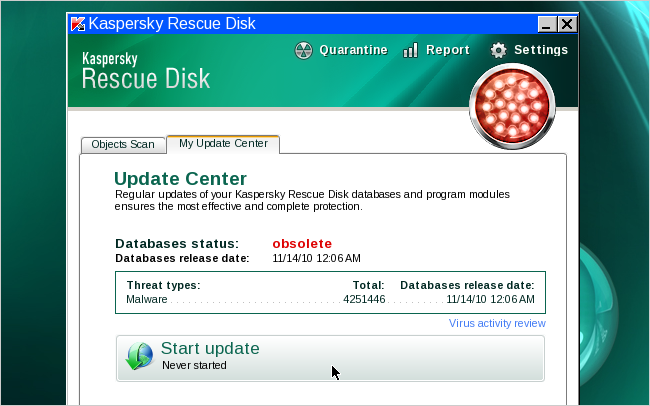 Kaspersky Rescue Disk
Quarantine Report Settings
Kaspersky
Rescue Disk
Objects Scan My Update Center
Update Center
Regular updates of your Kaspersky Rescue Disk databases and program modules
ensures the most effective and complete protection.
Databases status: obsolete
Databases release date: 11/14/10 12:06 AM
Threat types: Total: Databases release date:
Malware 4251446 11/14/10 12:06 AM
Virus activity review
Start update
Never started